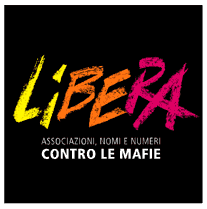 LiBERA
ASSOCIAZIONI, NOMI E NUMERI
CONTRO LE MAFIE